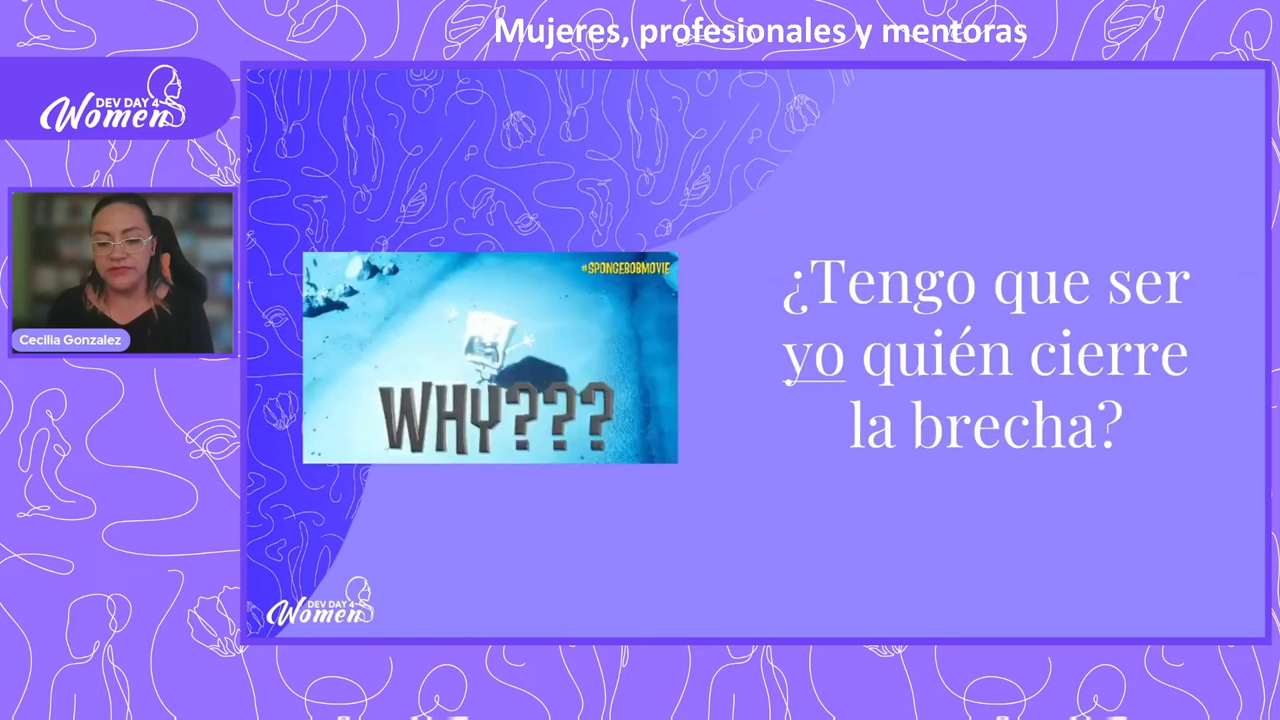 Mujeres, profesionales y mentoras
DEV DAY 4
Women
Cecilia Gonzalez
#SPONGEBOBMOVIE
WHY???
¿Tengo que ser
yo quién cierre
la brecha?
DEV DAY 4
Women